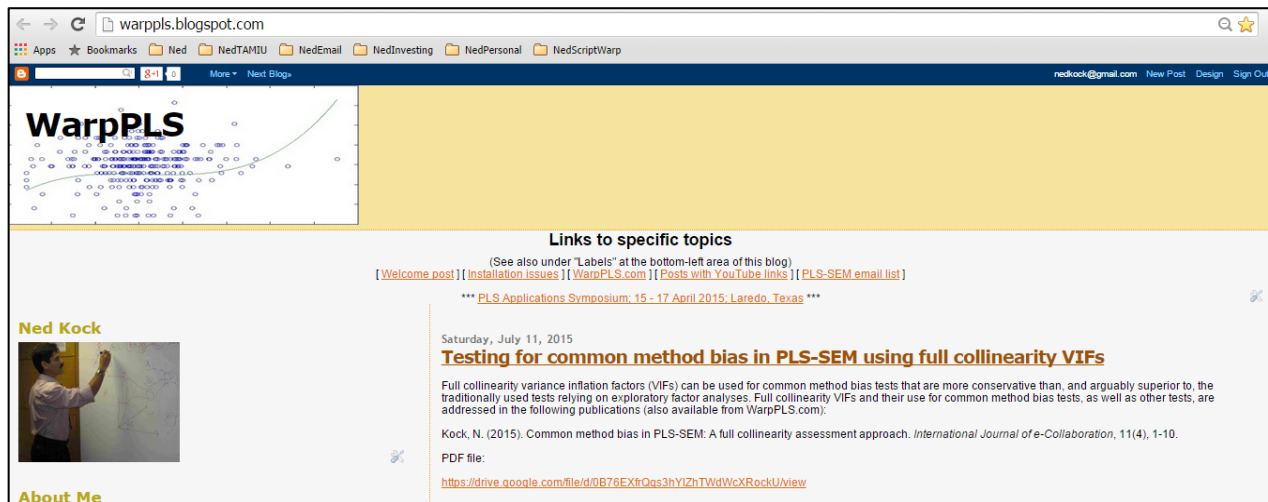 warppls.blogspot.com
Apps Bookmarks Ned NedTAMIU NedEmail NedInvesting NedPersonal NedScriptWarp
g+1 0 More Next Blog» nedkock@gmail.com New Post Design Sign Out
WarpPLS
Links to specific topics
(See also under "Labels" at the bottom-left area of this blog)
[ Welcome post ] [ Installation issues ] [ WarpPLS.com ] [ Posts with YouTube links ] [ PLS-SEM email list ]
*** PLS Applications Symposium; 15 - 17 April 2015; Laredo, Texas ***
Ned Kock
Saturday, July 11, 2015
Testing for common method bias in PLS-SEM using full collinearity VIFs
Full collinearity variance inflation factors (VIFs) can be used for common method bias tests that are more conservative than, and arguably superior to, the
traditionally used tests relying on exploratory factor analyses. Full collinearity VIFs and their use for common method bias tests, as well as other tests, are
addressed in the following publications (also available from WarpPLS.com):
Kock, N. (2015). Common method bias in PLS-SEM: A full collinearity assessment approach. International Journal of e-Collaboration, 11(4), 1-10.
PDF file:
https://drive.google.com/file/d/0B76EXfrQqs3hYlZhTWdWcXRockU/view
About Me